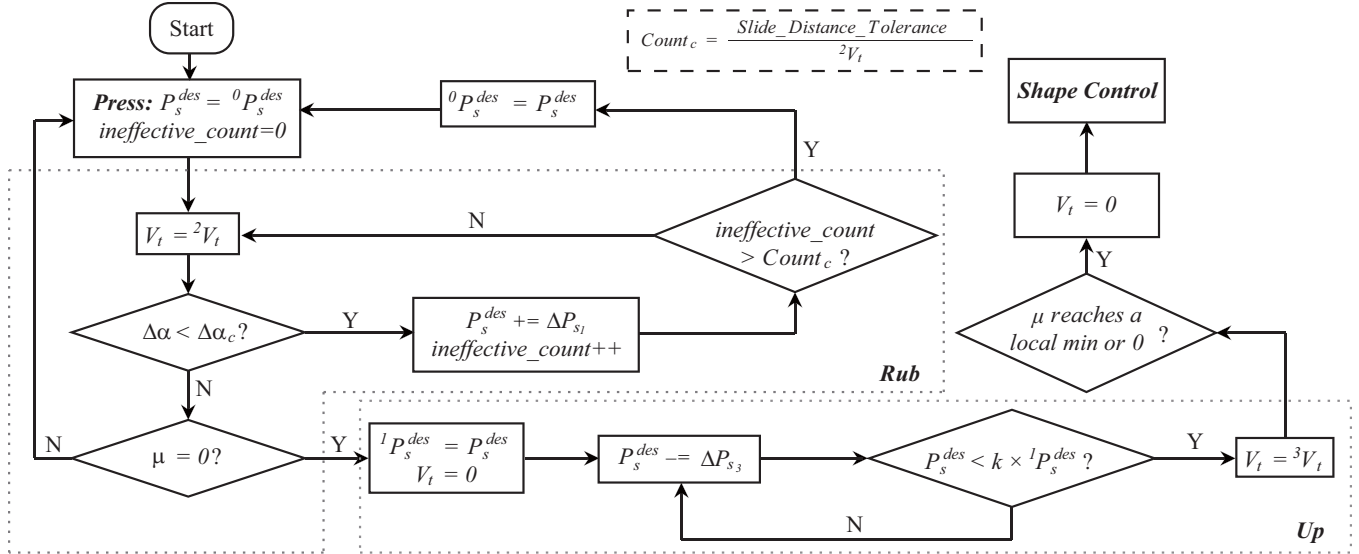 Start
Count_c = Slide_Distance_Tolerance / ²V_t
Press: P_s^des = ⁰P_s^des
ineffective_count=0
⁰P_s^des = P_s^des
Shape Control
Y
V_t = 0
V_t = ²V_t
N
ineffective_count
> Count_c ?
Y
Δα < Δα_c?
Y
P_s^des += ΔP_s₁
ineffective_count++
μ reaches a
local min or 0 ?
Rub
N
N
μ = 0?
Y
¹P_s^des = P_s^des
V_t = 0
P_s^des −= ΔP_s₃
P_s^des < k × ¹P_s^des ?
Y
V_t = ³V_t
N
Up